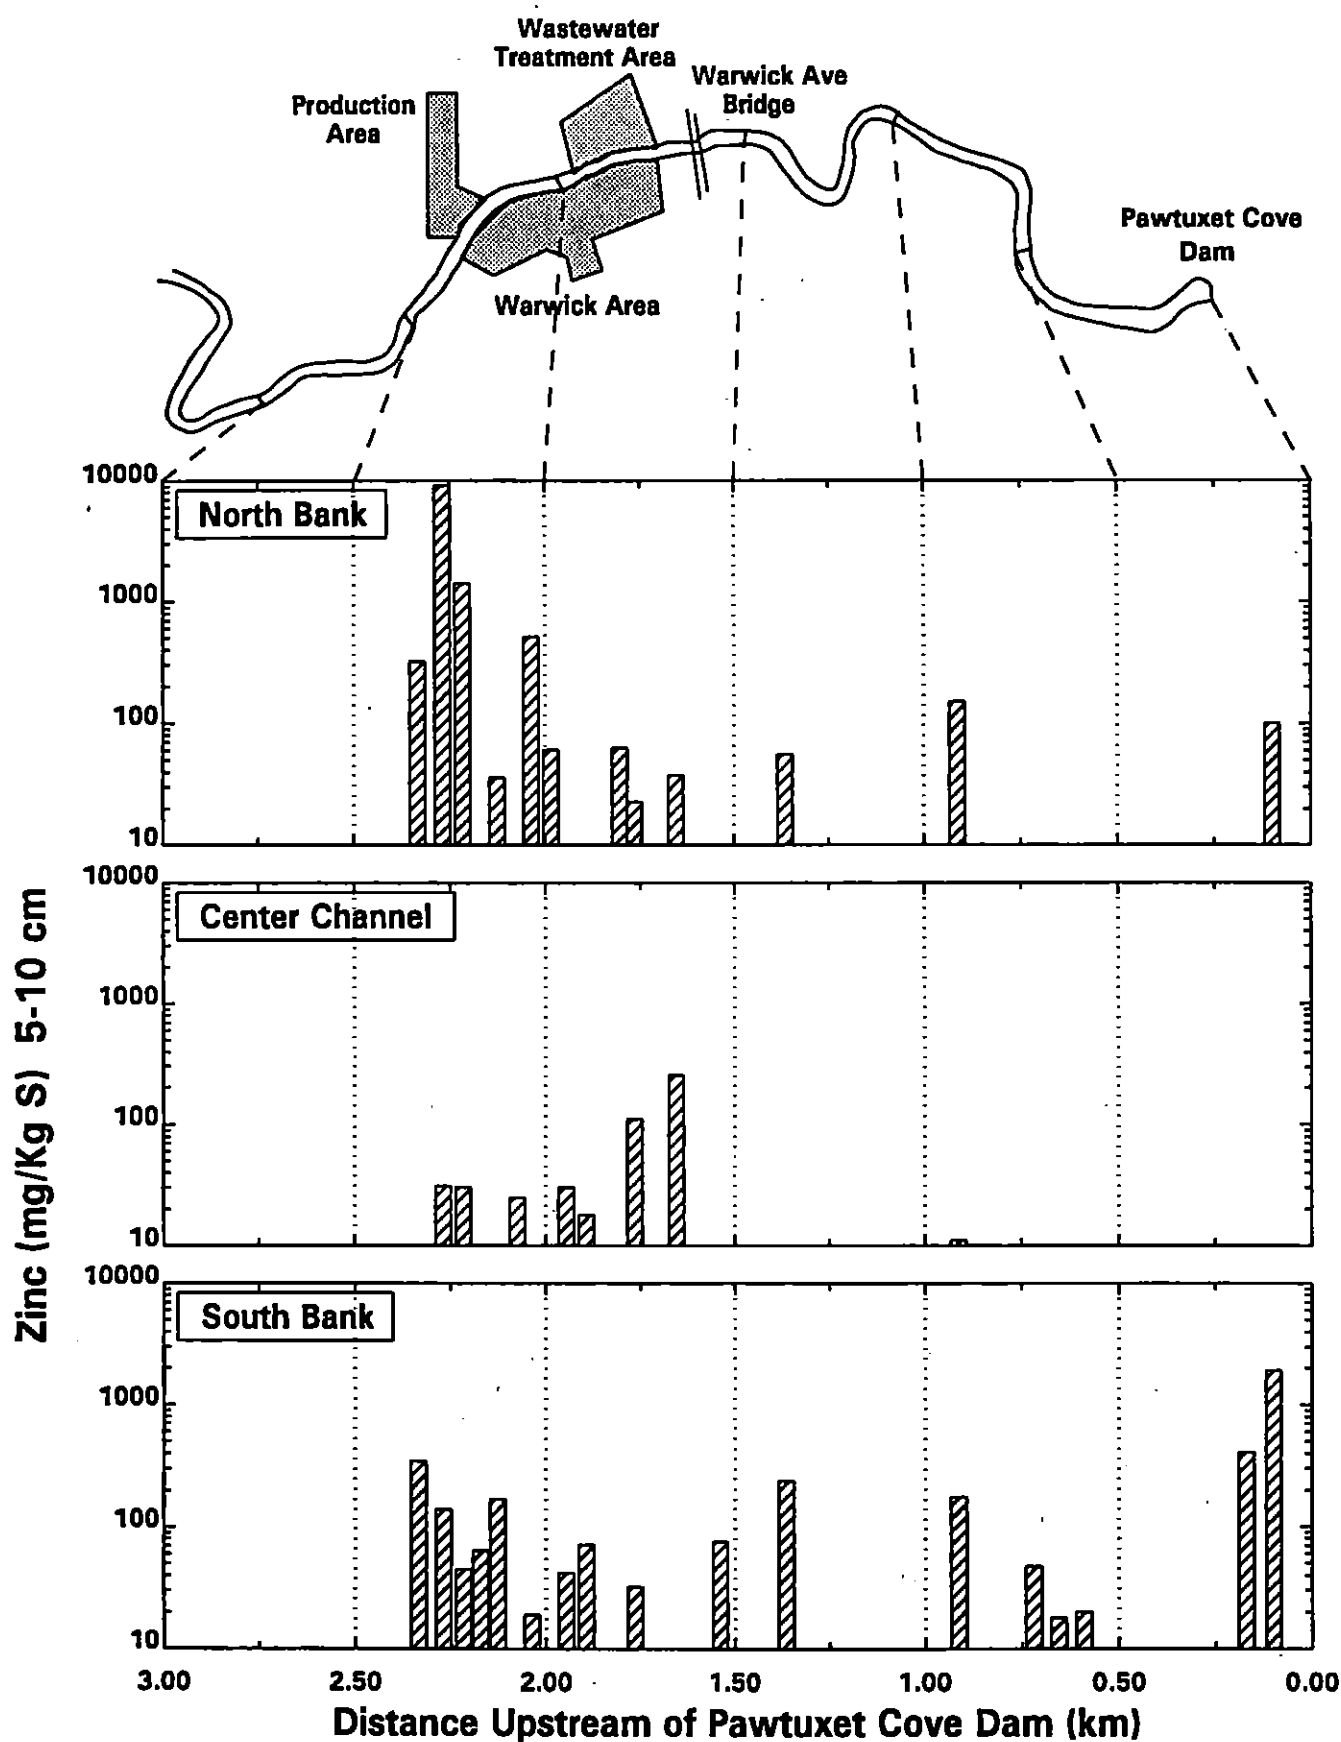 Wastewater
Treatment Area
Warwick Ave
Bridge
Production
Area
Pawtuxet Cove
Dam
Warwick Area
10000
North Bank
1000
100
10
10000
Center Channel
1000
100
10
Zinc (mg/Kg S) 5-10 cm
10000
South Bank
1000
100
10
3.00 2.50 2.00 1.50 1.00 0.50 0.00
Distance Upstream of Pawtuxet Cove Dam (km)